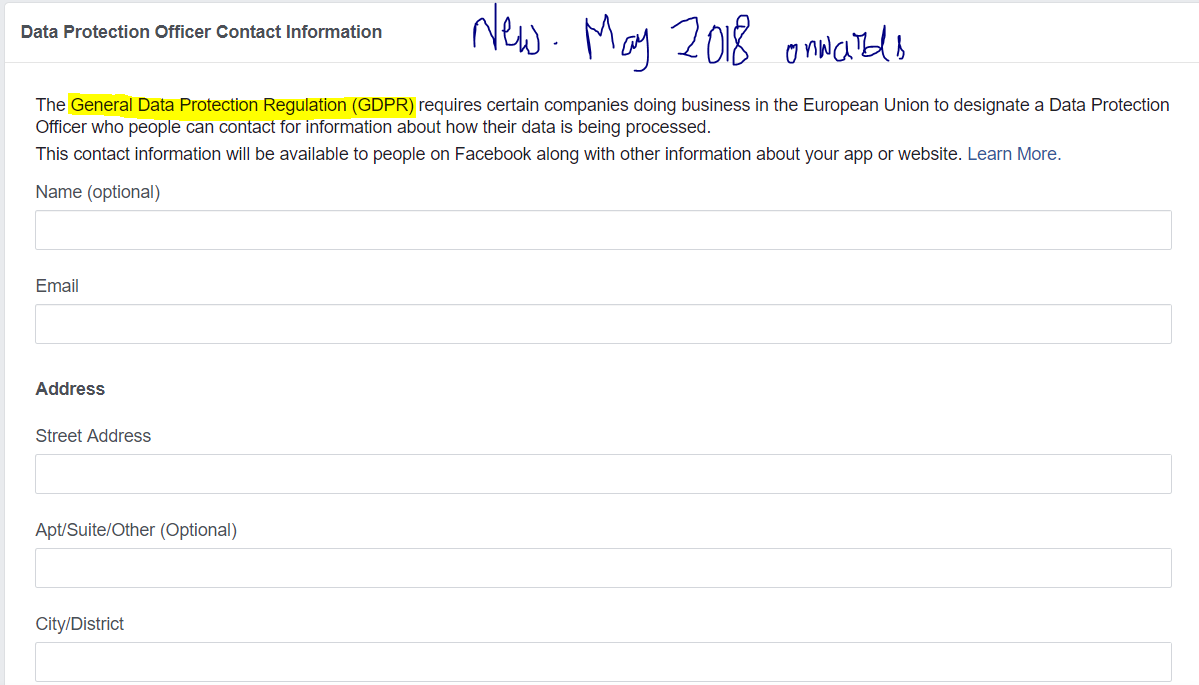 Data Protection Officer Contact Information
New. May 2018 onwards
The General Data Protection Regulation (GDPR) requires certain companies doing business in the European Union to designate a Data Protection
Officer who people can contact for information about how their data is being processed.
This contact information will be available to people on Facebook along with other information about your app or website. Learn More.
Name (optional)
Email
Address
Street Address
Apt/Suite/Other (Optional)
City/District